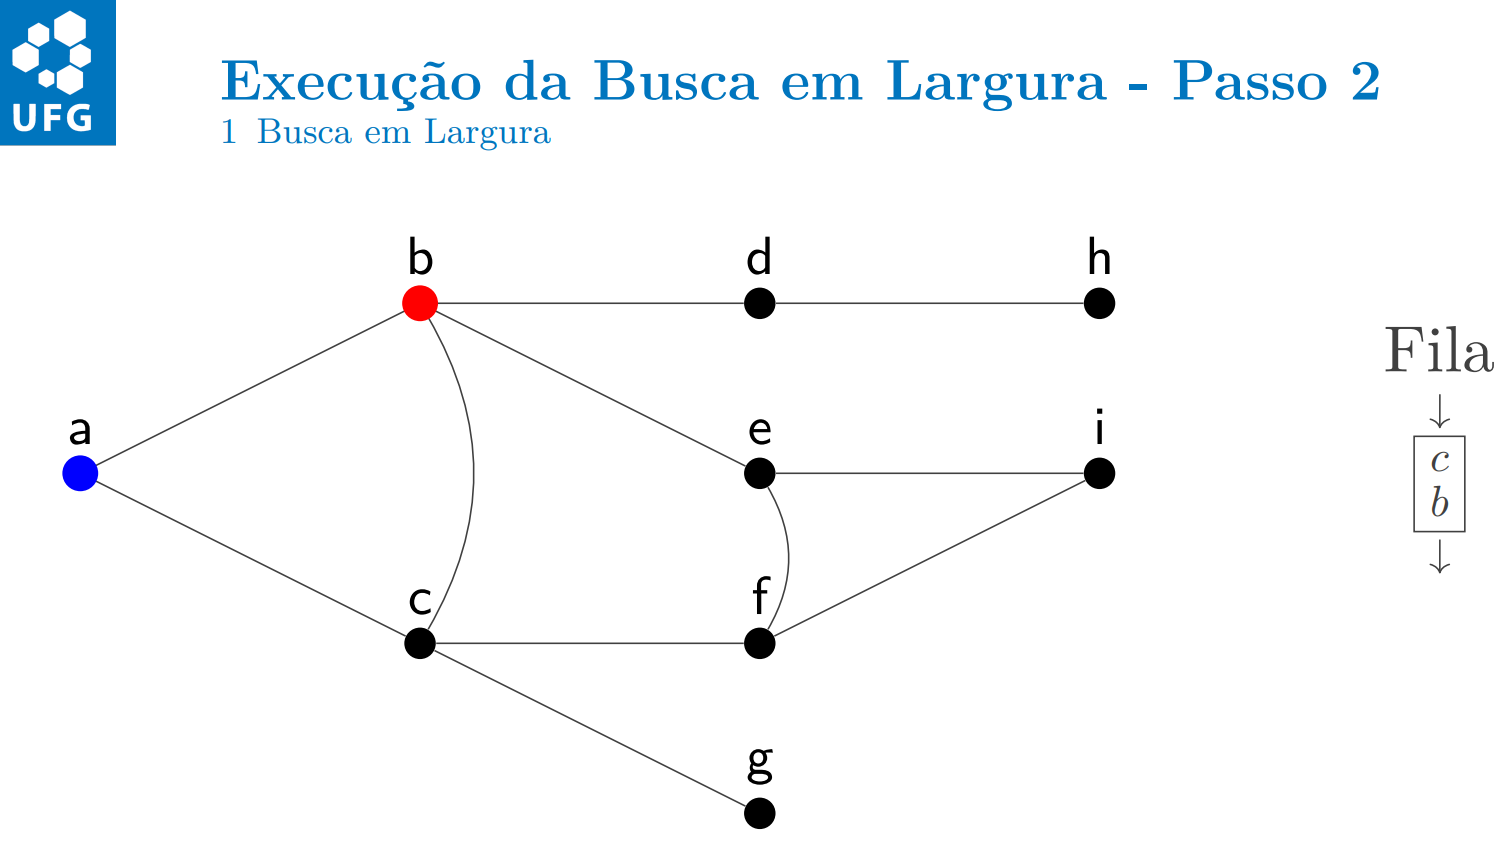 UFG
Execução da Busca em Largura - Passo 2
1 Busca em Largura
b
d
h
a
e
i
c
f
g
Fila
c
b